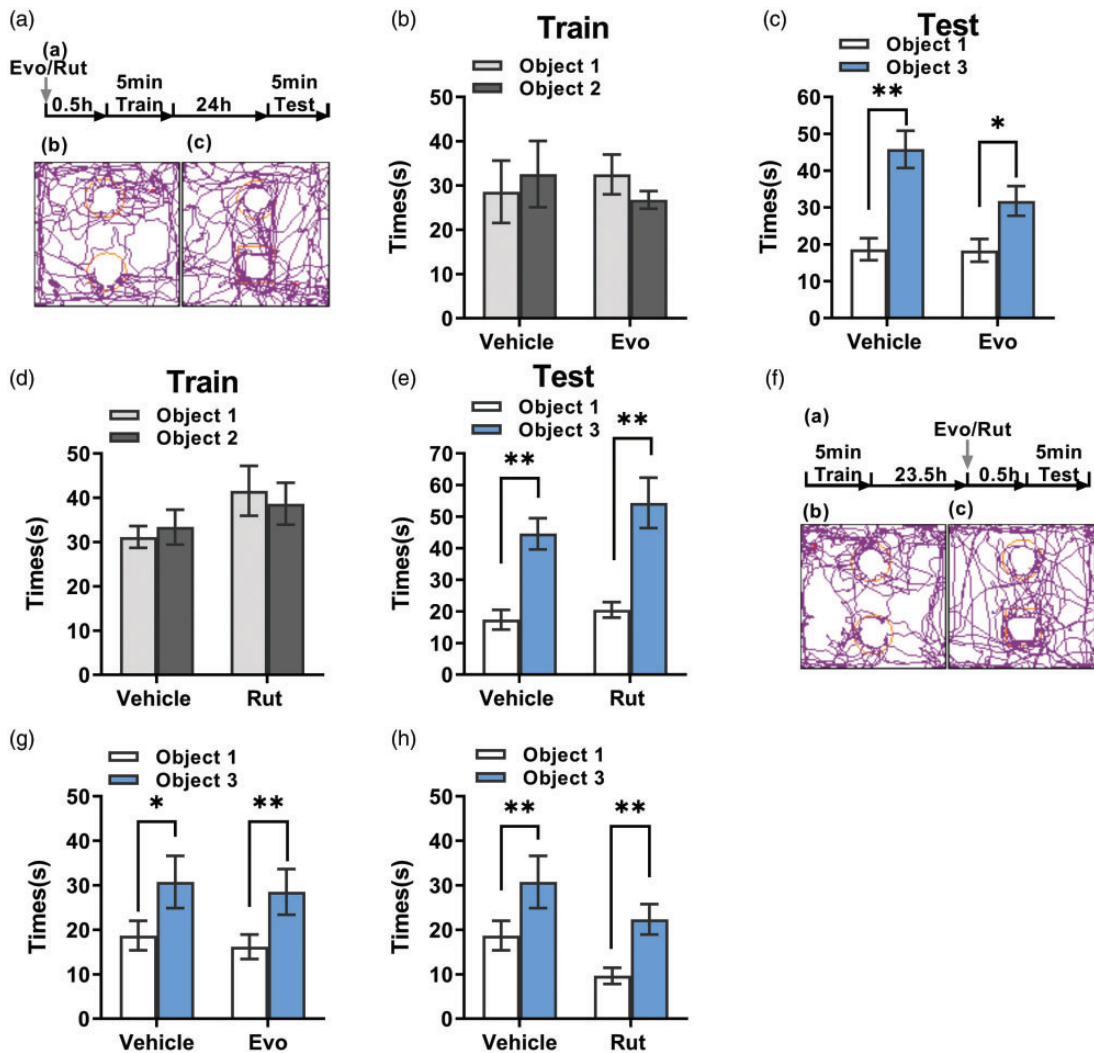 (a)
(a)
Evo/Rut
5min
5min
0.5h
Train
24h
Test
(b)
(c)
(b)
Train
Object 1
Object 2
50
40
30
20
10
0
Times(s)
Vehicle
Evo
(c)
Test
Object 1
Object 3
60
50
40
30
20
10
0
Times(s)
**
*
Vehicle
Evo
(d)
Train
Object 1
Object 2
50
40
30
20
10
0
Times(s)
Vehicle
Rut
(e)
Test
Object 1
Object 3
70
60
50
40
30
20
10
0
Times(s)
**
**
Vehicle
Rut
(f)
(a)
Evo/Rut
5min
5min
Train
23.5h
0.5h
Test
(b)
(c)
(g)
Object 1
Object 3
50
40
30
20
10
0
Times(s)
*
**
Vehicle
Evo
(h)
Object 1
Object 3
50
40
30
20
10
0
Times(s)
**
**
Vehicle
Rut